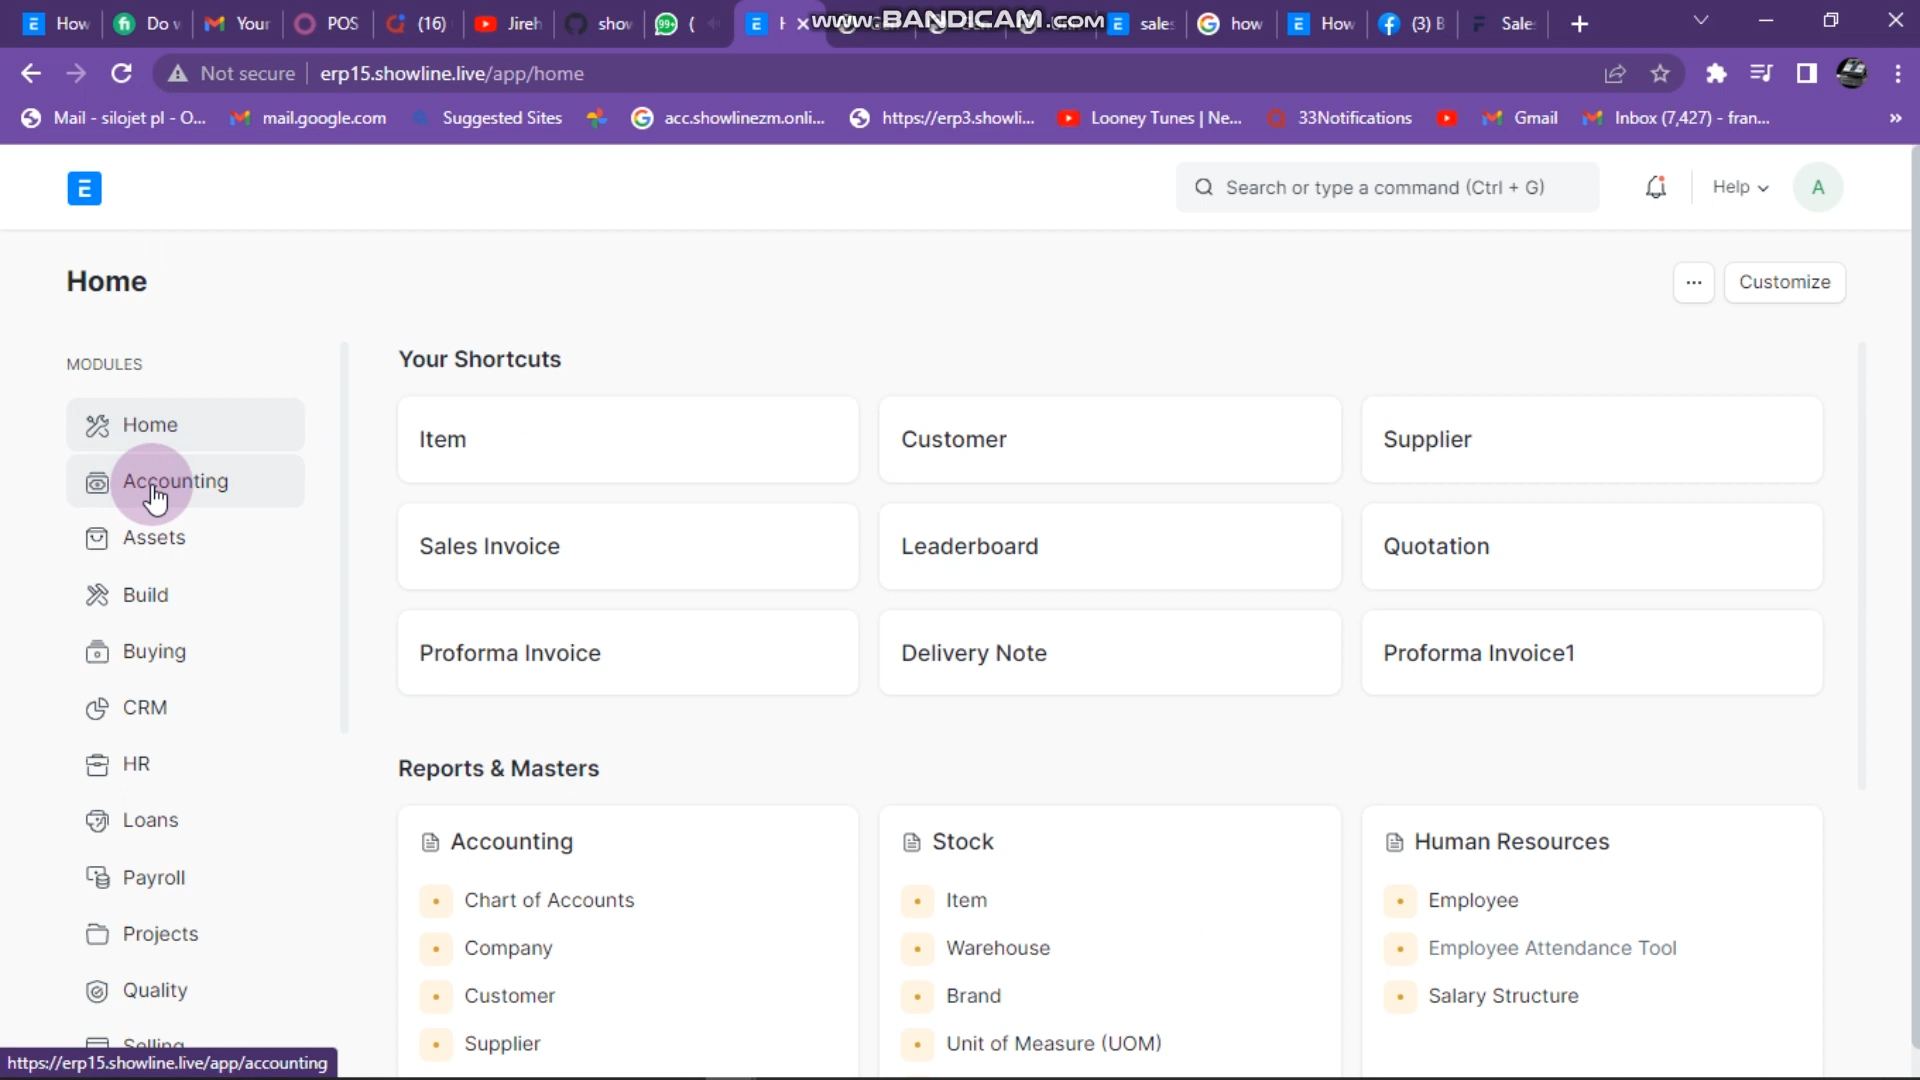 How
Do v
Your
POS
(16)
Jireh
show
(
www.BANDICAM.com
sales
how
How
(3) B
Sale
Not secure
erp15.showline.live/app/home
Mail - silojet pl - O...
mail.google.com
Suggested Sites
acc.showlinezm.onli...
https://erp3.showli...
Looney Tunes | Ne...
33Notifications
Gmail
Inbox (7,427) - fran...
»
E
Search or type a command (Ctrl + G)
Help
A
Home
...
Customize
MODULES
Home
Accounting
Assets
Build
Buying
CRM
HR
Loans
Payroll
Projects
Quality
Selling
Your Shortcuts
Item
Customer
Supplier
Sales Invoice
Leaderboard
Quotation
Proforma Invoice
Delivery Note
Proforma Invoice1
Reports & Masters
Accounting
Chart of Accounts
Company
Customer
Supplier
Stock
Item
Warehouse
Brand
Unit of Measure (UOM)
Human Resources
Employee
Employee Attendance Tool
Salary Structure
https://erp15.showline.live/app/accounting